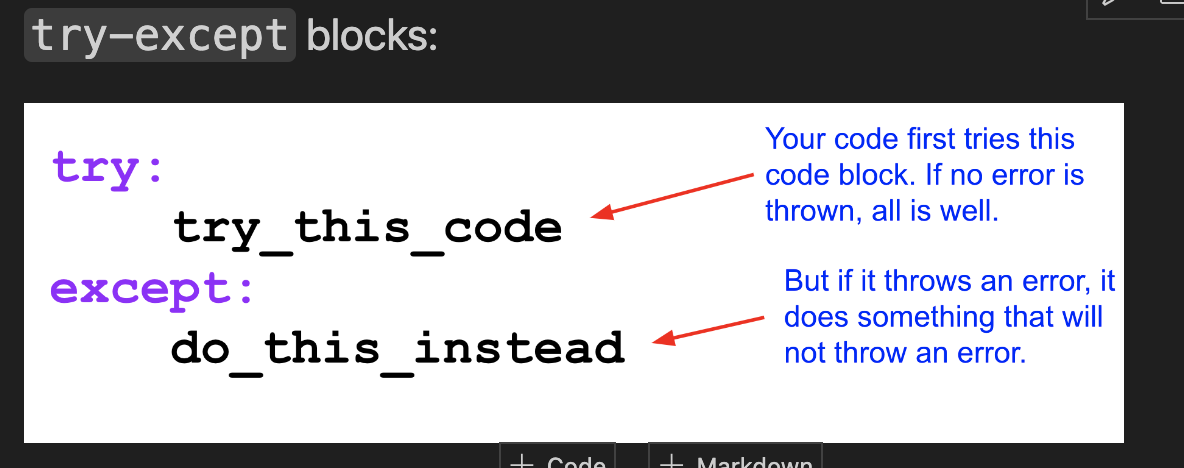 try-except blocks:
try:
try_this_code
except:
do_this_instead
Your code first tries this
code block. If no error is
thrown, all is well.
But if it throws an error, it
does something that will
not throw an error.
+ Code
+ Markdown